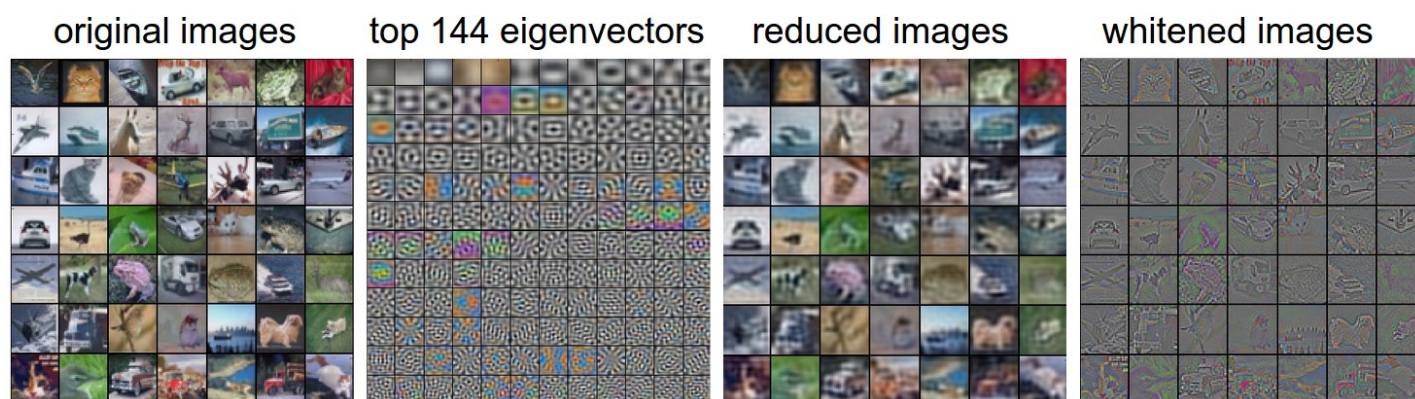 original images
top 144 eigenvectors
reduced images
whitened images